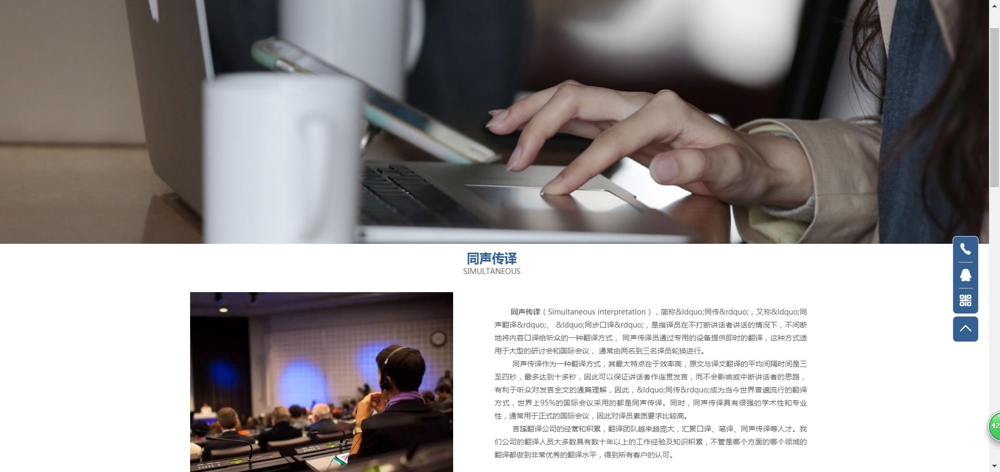 同声传译
SIMULTANEOUS
同声传译（Simultaneous interpretation），简称&ldquo;同传&rdquo;，又称&ldquo;同
声翻译&rdquo;、 &ldquo;同步口译&rdquo;，是指译员在不打断讲话者讲话的情况下，不间断
地将内容口译给听众的一种翻译方式， 同声传译员通过专用的设备提供即时的翻译，这种方式适
用于大型的研讨会和国际会议， 通常由两名到三名译员轮换进行。
同声传译作为一种翻译方式，其最大特点在于效率高，原文与译文翻译的平均间隔时间是三
至四秒，最多达到十多秒，因此可以保证讲话者作连贯发言，而不会影响或中断讲话者的思路，
有利于听众对发言全文的通篇理解，因此，&ldquo;同传&rdquo;成为当今世界普遍流行的翻译
方式，世界上95%的国际会议采用的都是同声传译。同时，同声传译具有很强的学术性和专业
性，通常用于正式的国际会议，因此对译员素质要求比较高。
言蹊翻译公司的经营和积累，翻译团队越来越庞大，汇聚口译、笔译、同声传译等人才。我
们公司的翻译人员大多数具有数十年以上的工作经验及知识积累，不管是哪个方面的哪个领域的
翻译都做到非常优秀的翻译水平，得到所有客户的认可。
42